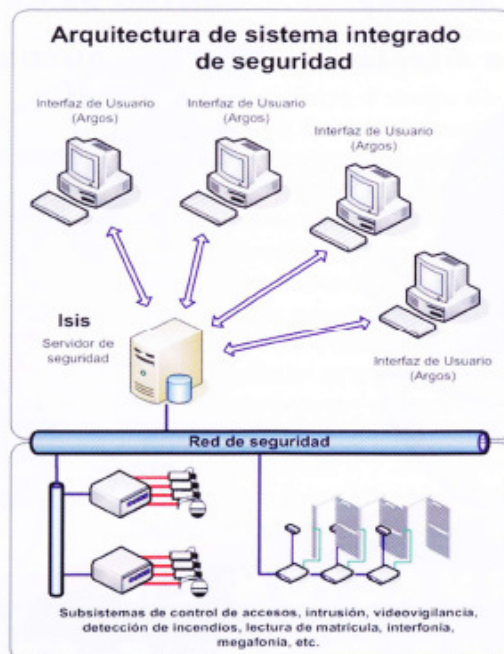 Arquitectura de sistema integrado
de seguridad
Interfaz de Usuario
(Argos)
Interfaz de Usuario
(Argos)
Interfaz de Usuario
(Argos)
Interfaz de Usuario
(Argos)
Isis
Servidor de
seguridad
Red de seguridad
Subsistemas de control de accesos, intrusión, videovigilancia,
detección de incendios, lectura de matrícula, interfonía,
megafonía, etc.